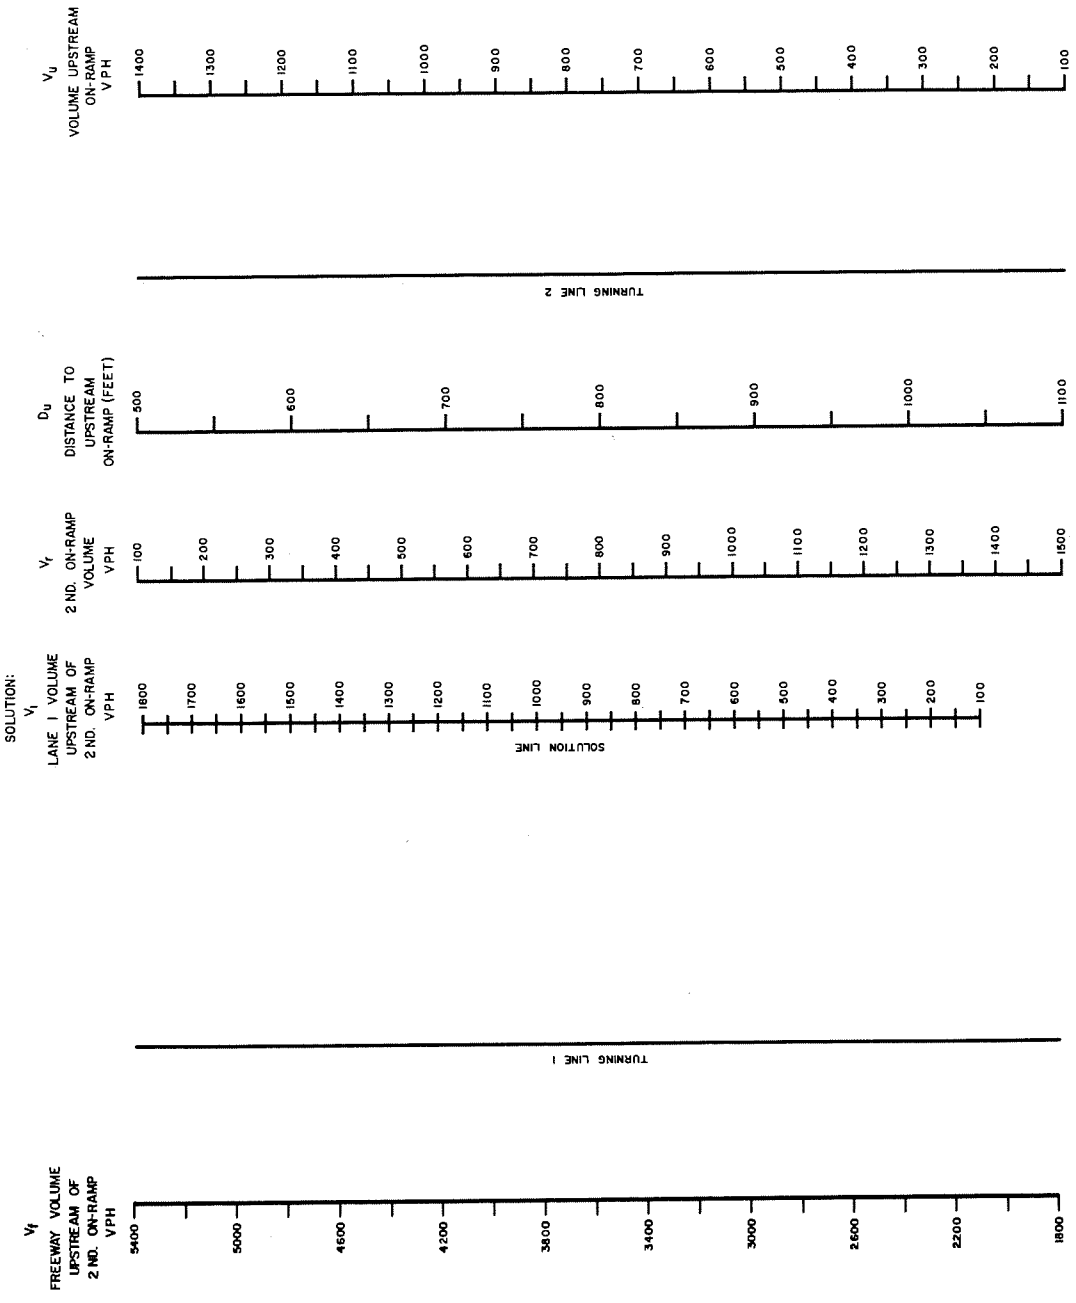 Vf
FREEWAY VOLUME
UPSTREAM OF
2 ND. ON-RAMP
VPH
5400
5000
4600
4200
3800
3400
3000
2600
2200
1800
TURNING LINE 1
SOLUTION:
V1
LANE 1 VOLUME
UPSTREAM OF
2 ND. ON-RAMP
VPH
1800
1700
1600
1500
1400
1300
1200
1100
1000
900
800
700
600
500
400
300
200
100
SOLUTION LINE
Vr
2 ND. ON-RAMP
VOLUME
VPH
100
200
300
400
500
600
700
800
900
1000
1100
1200
1300
1400
1500
Du
DISTANCE TO
UPSTREAM
ON-RAMP (FEET)
500
600
700
800
900
1000
1100
TURNING LINE 2
Vu
VOLUME UPSTREAM
ON-RAMP
VPH
1400
1300
1200
1100
1000
900
800
700
600
500
400
300
200
100